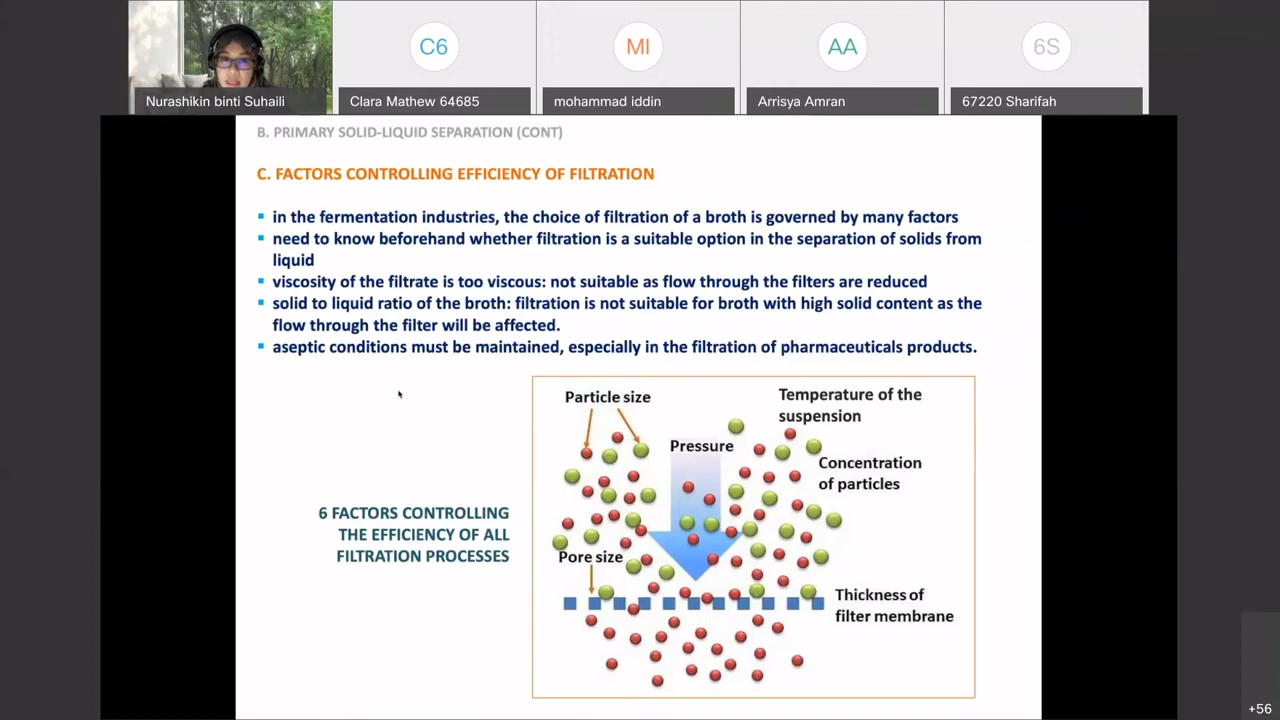 C6
MI
AA
6S
Nurashikin binti Suhaili
Clara Mathew 64685
mohammad iddin
Arrisya Amran
67220 Sharifah
B. PRIMARY SOLID-LIQUID SEPARATION (CONT)
C. FACTORS CONTROLLING EFFICIENCY OF FILTRATION
▪ in the fermentation industries, the choice of filtration of a broth is governed by many factors
▪ need to know beforehand whether filtration is a suitable option in the separation of solids from
liquid
▪ viscosity of the filtrate is too viscous: not suitable as flow through the filters are reduced
▪ solid to liquid ratio of the broth: filtration is not suitable for broth with high solid content as the
flow through the filter will be affected.
▪ aseptic conditions must be maintained, especially in the filtration of pharmaceuticals products.
6 FACTORS CONTROLLING
THE EFFICIENCY OF ALL
FILTRATION PROCESSES
Particle size
Temperature of the
suspension
Pressure
Concentration
of particles
Pore size
Thickness of
filter membrane
+56